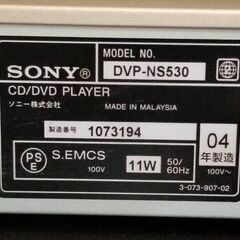 MODEL NO.
SONY® DVP-NS530
CD/DVD PLAYER
ソニー株式会社 MADE IN MALAYSIA
製造番号 1073194
04
年製造
PSE 100V S.EMCS 11W 50/60Hz 100V~
3-073-907-02